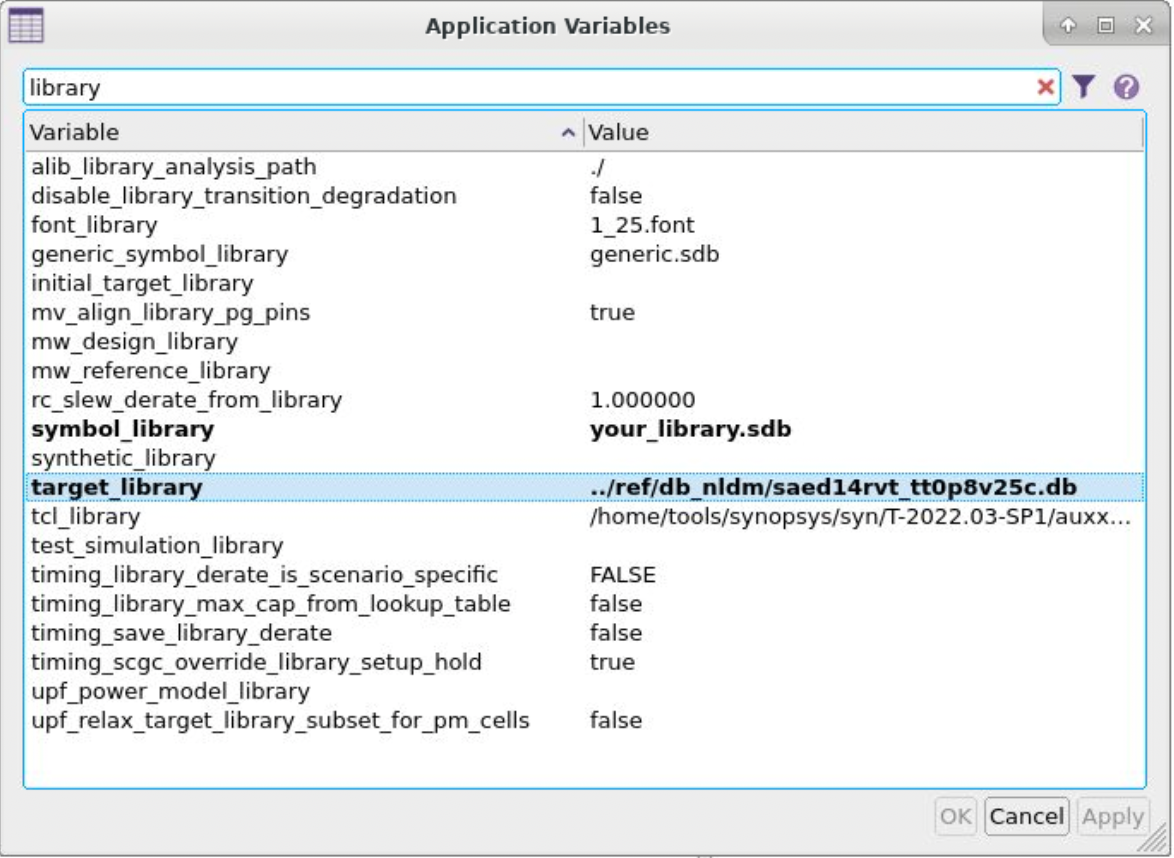 Application Variables
library
Variable Value
alib_library_analysis_path ./
disable_library_transition_degradation false
font_library 1_25.font
generic_symbol_library generic.sdb
initial_target_library
mv_align_library_pg_pins true
mw_design_library
mw_reference_library
rc_slew_derate_from_library 1.000000
symbol_library your_library.sdb
synthetic_library
target_library ../ref/db_nldm/saed14rvt_tt0p8v25c.db
tcl_library /home/tools/synopsys/syn/T-2022.03-SP1/auxx...
test_simulation_library
timing_library_derate_is_scenario_specific FALSE
timing_library_max_cap_from_lookup_table false
timing_save_library_derate false
timing_scgc_override_library_setup_hold true
upf_power_model_library
upf_relax_target_library_subset_for_pm_cells false
OK Cancel Apply